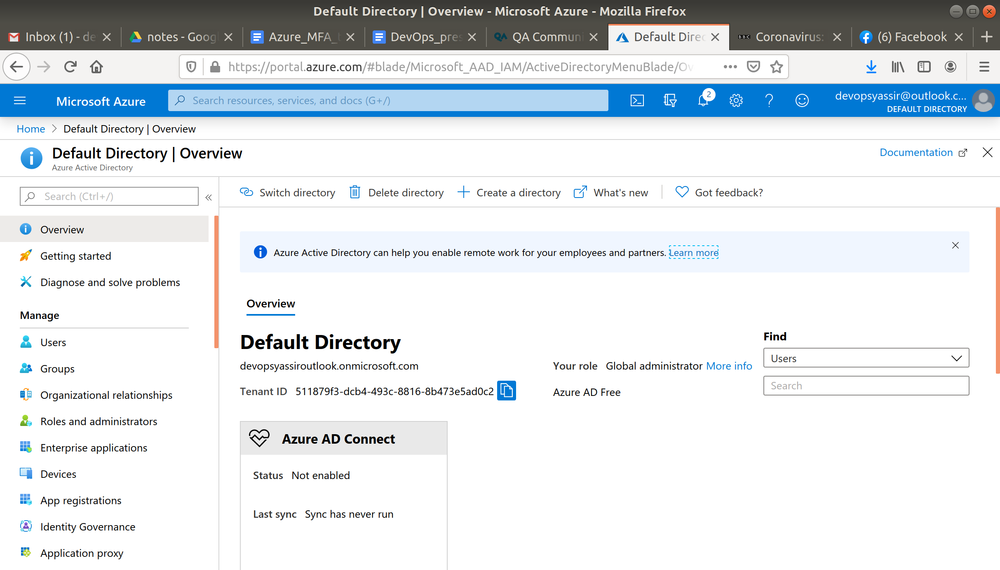 Default Directory | Overview - Microsoft Azure - Mozilla Firefox
Inbox (1) - de
notes - Goog
Azure_MFA_t
DevOps_pres
QA Communi
Default Direc
BBC Coronavirus:
(6) Facebook
https://portal.azure.com/#blade/Microsoft_AAD_IAM/ActiveDirectoryMenuBlade/Ov
Microsoft Azure
Search resources, services, and docs (G+/)
2
devopsyassir@outlook.c...
DEFAULT DIRECTORY
Home > Default Directory | Overview
Default Directory | Overview
Azure Active Directory
Documentation
Search (Ctrl+/)
«
Overview
Getting started
Diagnose and solve problems
Manage
Users
Groups
Organizational relationships
Roles and administrators
Enterprise applications
Devices
App registrations
Identity Governance
Application proxy
Switch directory
Delete directory
Create a directory
What's new
Got feedback?
Azure Active Directory can help you enable remote work for your employees and partners. Learn more
Overview
Default Directory
devopsyassiroutlook.onmicrosoft.com
Tenant ID 511879f3-dcb4-493c-8816-8b473e5ad0c2
Your role Global administrator More info
Azure AD Free
Find
Users
Search
Azure AD Connect
Status Not enabled
Last sync Sync has never run